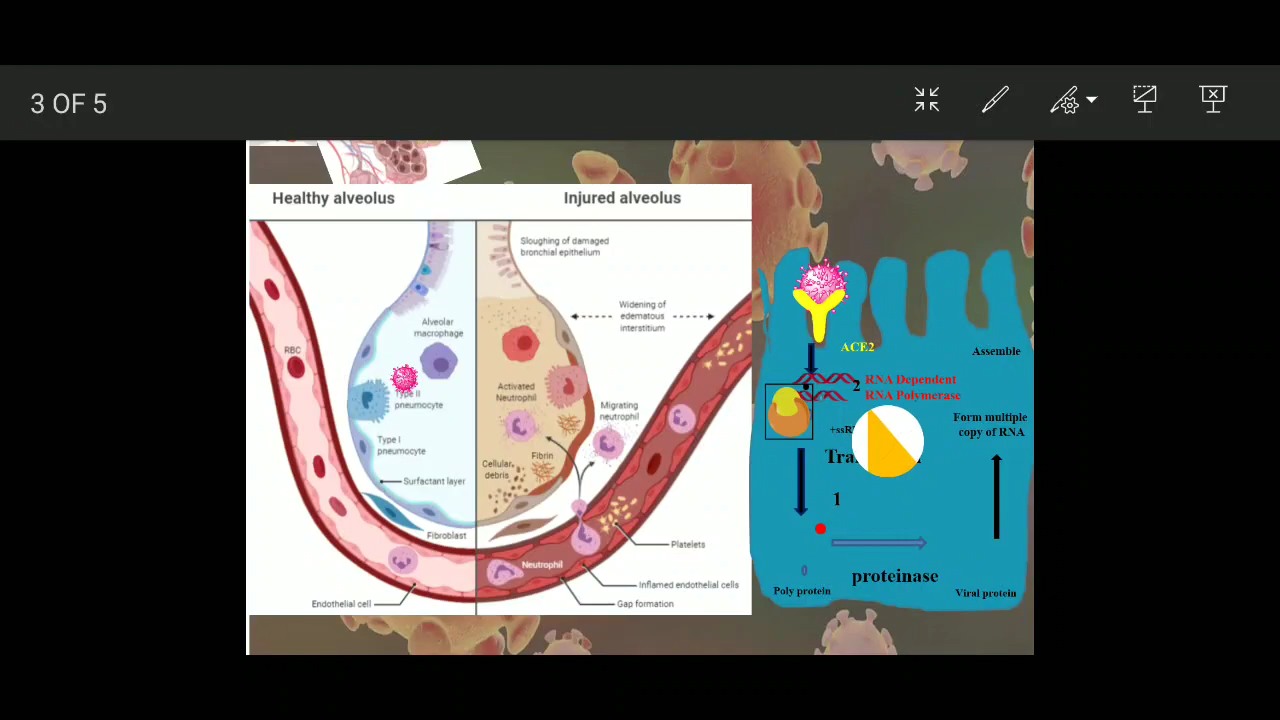 3 OF 5
Healthy alveolus
Injured alveolus
Sloughing of damaged
bronchial epithelium
Widening of
edematous
interstitium
Alveolar
macrophage
RBC
Type II
pneumocyte
Activated
Neutrophil
Migrating
neutrophil
Type I
pneumocyte
Cellular
debris
Fibrin
Surfactant layer
Fibroblast
Platelets
Neutrophil
Inflamed endothelial cells
Endothelial cell
Gap formation
ACE2
Assemble
2
RNA Dependent
RNA Polymerase
Form multiple
copy of RNA
1
proteinase
Poly protein
Viral protein